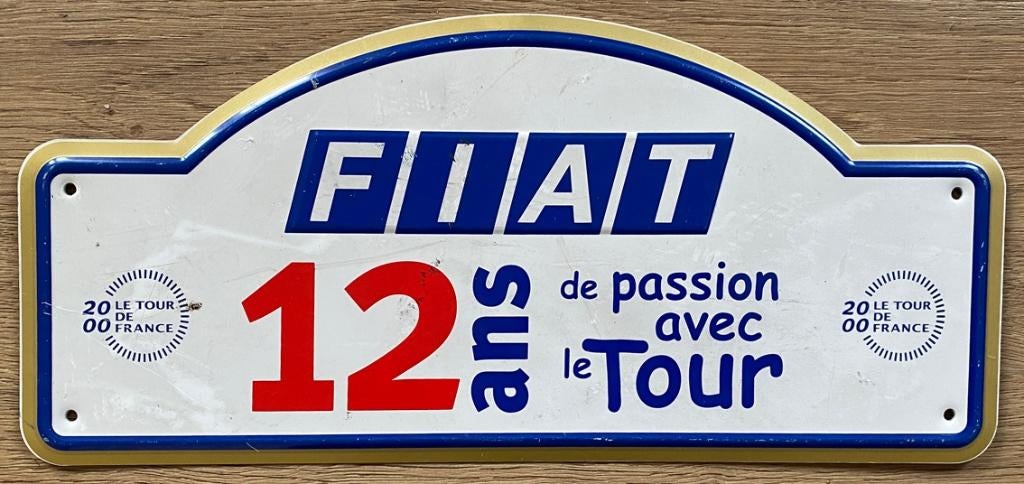 FIAT
12 ans
de passion
avec
le Tour
20 LE TOUR
DE
00 FRANCE
20 LE TOUR
DE
00 FRANCE